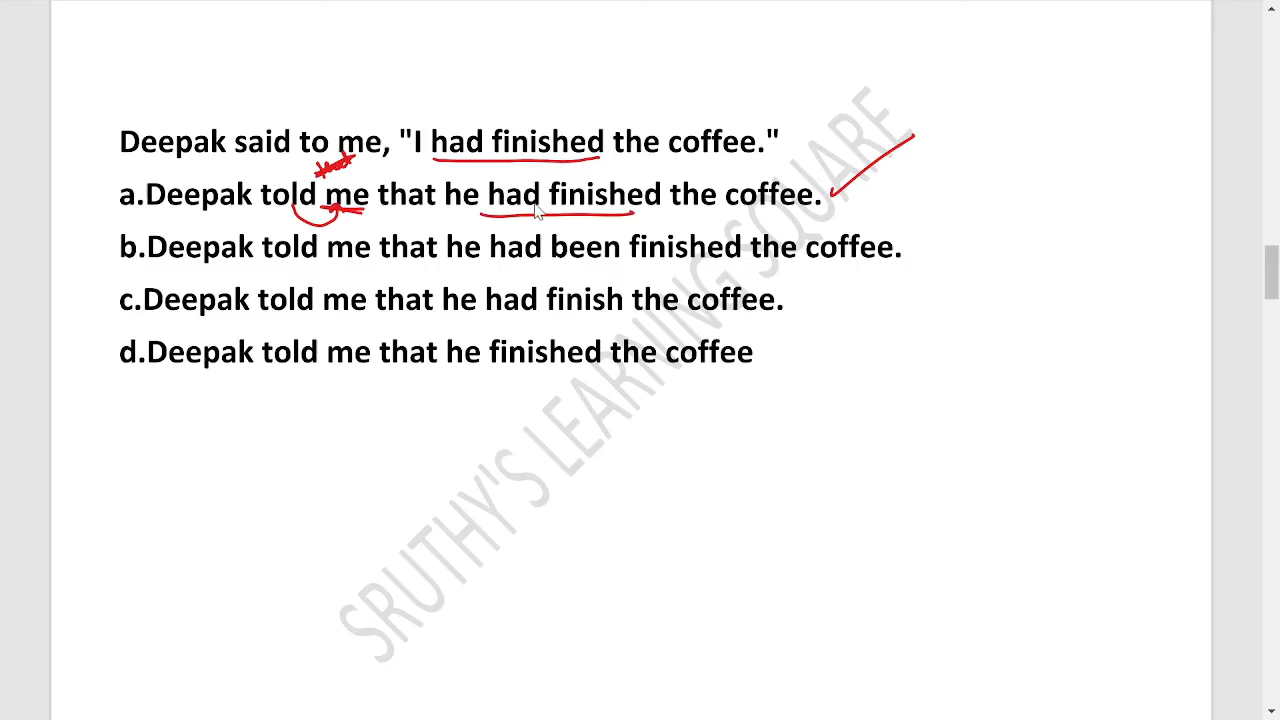 Deepak said to me, "I had finished the coffee."
a.Deepak told me that he had finished the coffee.
b.Deepak told me that he had been finished the coffee.
c.Deepak told me that he had finish the coffee.
d.Deepak told me that he finished the coffee
SRUTHY'S LEARNING SQUARE